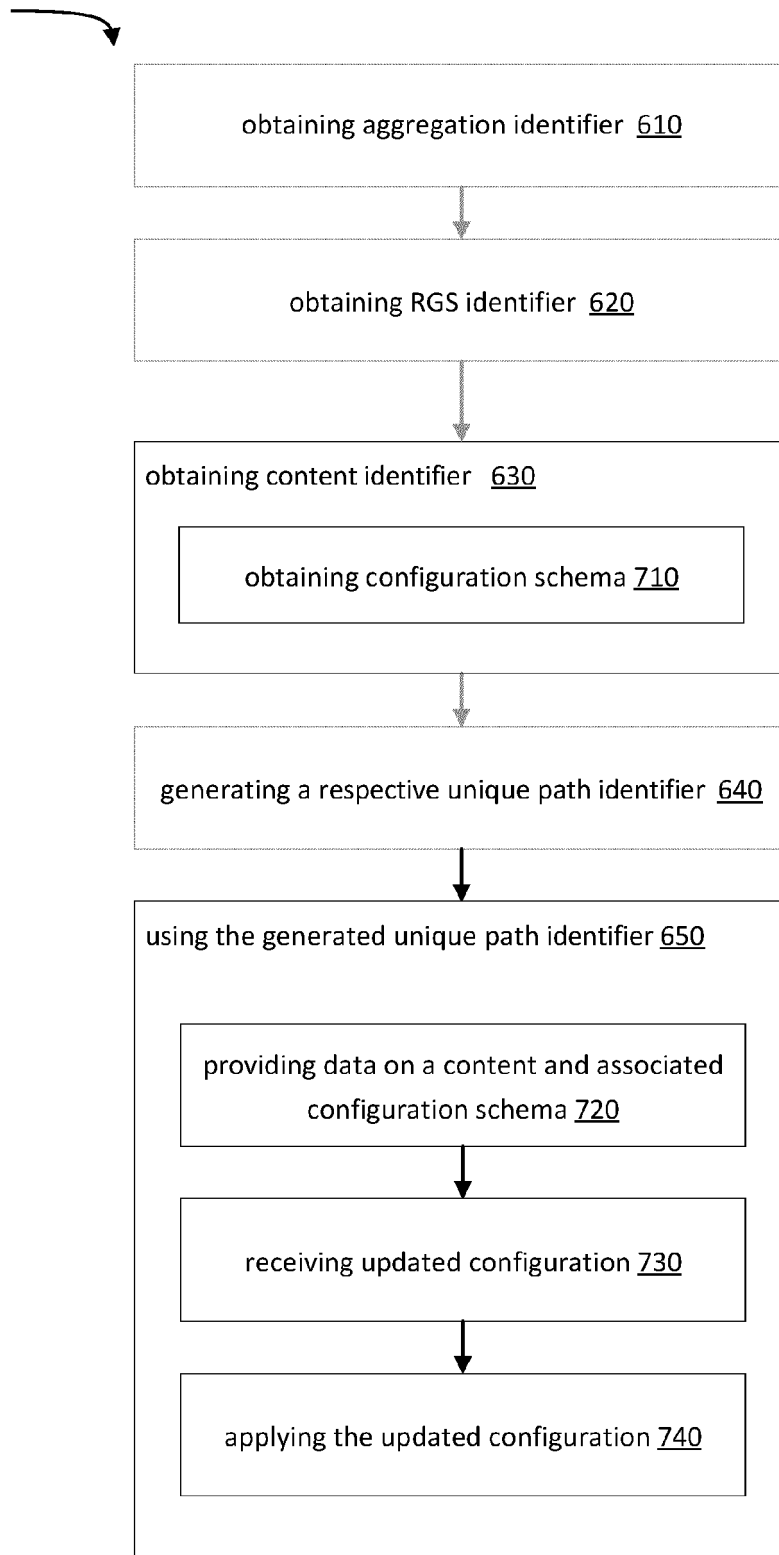 obtaining aggregation identifier 610
obtaining RGS identifier 620
obtaining content identifier 630
obtaining configuration schema 710
generating a respective unique path identifier 640
using the generated unique path identifier 650
providing data on a content and associated
configuration schema 720
receiving updated configuration 730
applying the updated configuration 740